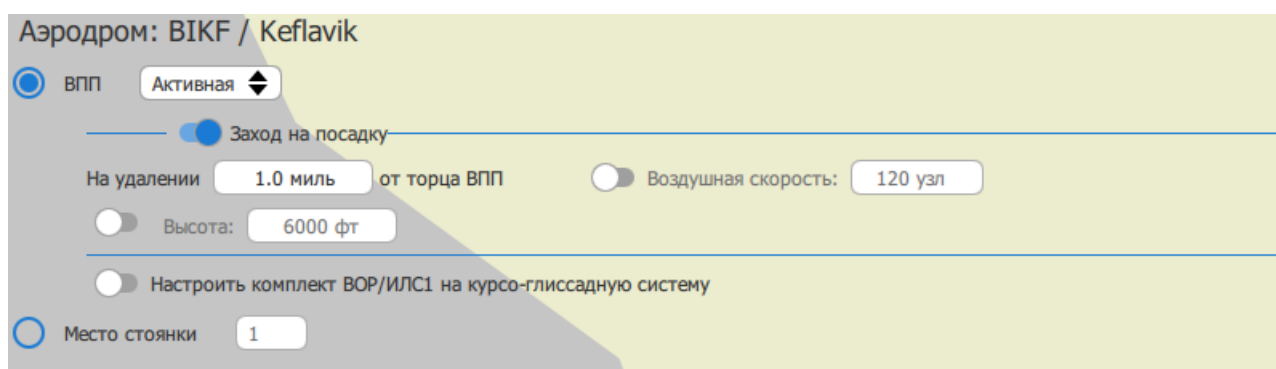 Аэродром: BIKF / Keflavik
ВПП Активная
Заход на посадку
На удалении 1.0 миль от торца ВПП Воздушная скорость: 120 узл
Высота: 6000 фт
Настроить комплект ВОР/ИЛС1 на курсо-глиссадную систему
Место стоянки 1